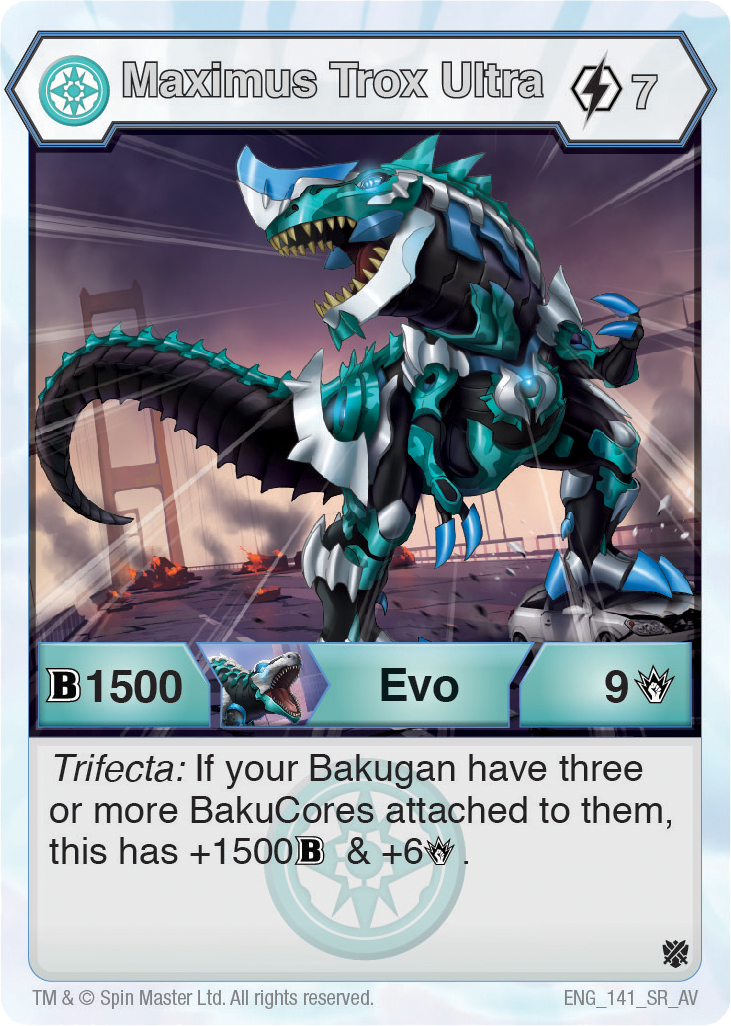 Maximus Trox Ultra 7
B 1500 Evo 9
Trifecta: If your Bakugan have three
or more BakuCores attached to them,
this has +1500B & +6 .
TM & © Spin Master Ltd. All rights reserved. ENG_141_SR_AV